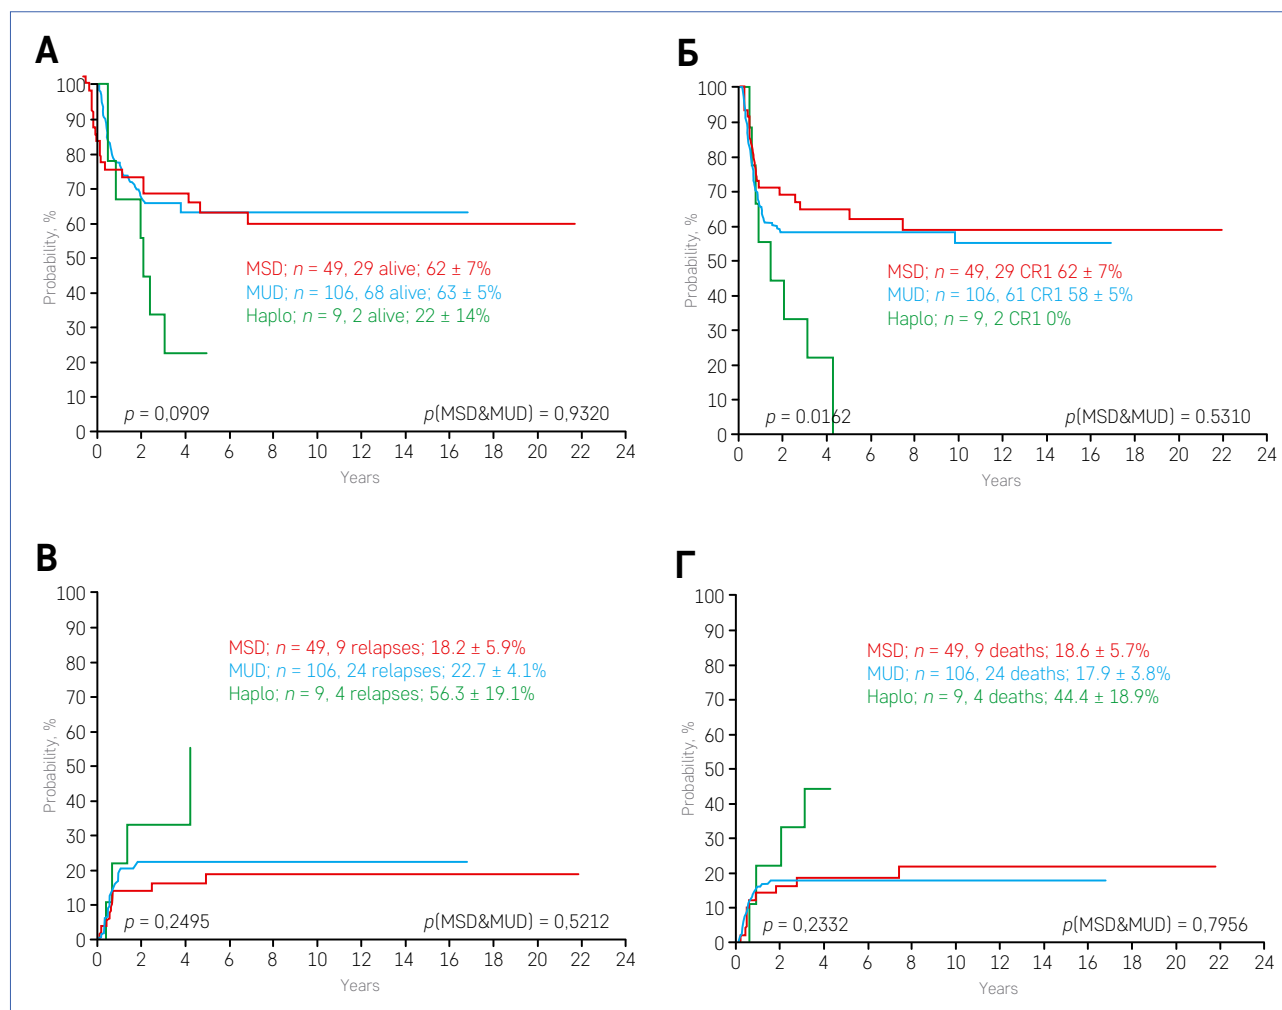 А
100
90
80
70
60
50
40
30
20
10
0
Probability, %
MSD; n = 49, 29 alive; 62 ± 7%
MUD; n = 106, 68 alive; 63 ± 5%
Haplo; n = 9, 2 alive; 22 ± 14%
p = 0,0909
p(MSD&MUD) = 0,9320
0 2 4 6 8 10 12 14 16 18 20 22 24
Years
Б
100
90
80
70
60
50
40
30
20
10
0
Probability, %
MSD; n = 49, 29 CR1 62 ± 7%
MUD; n = 106, 61 CR1 58 ± 5%
Haplo; n = 9, 2 CR1 0%
p = 0.0162
p(MSD&MUD) = 0.5310
0 2 4 6 8 10 12 14 16 18 20 22 24
Years
В
100
90
80
70
60
50
40
30
20
10
0
Probability, %
MSD; n = 49, 9 relapses; 18.2 ± 5.9%
MUD; n = 106, 24 relapses; 22.7 ± 4.1%
Haplo; n = 9, 4 relapses; 56.3 ± 19.1%
p = 0,2495
p(MSD&MUD) = 0,5212
0 2 4 6 8 10 12 14 16 18 20 22 24
Years
Г
100
90
80
70
60
50
40
30
20
10
0
Probability, %
MSD; n = 49, 9 deaths; 18.6 ± 5.7%
MUD; n = 106, 24 deaths; 17.9 ± 3.8%
Haplo; n = 9, 4 deaths; 44.4 ± 18.9%
p = 0,2332
p(MSD&MUD) = 0,7956
0 2 4 6 8 10 12 14 16 18 20 22 24
Years